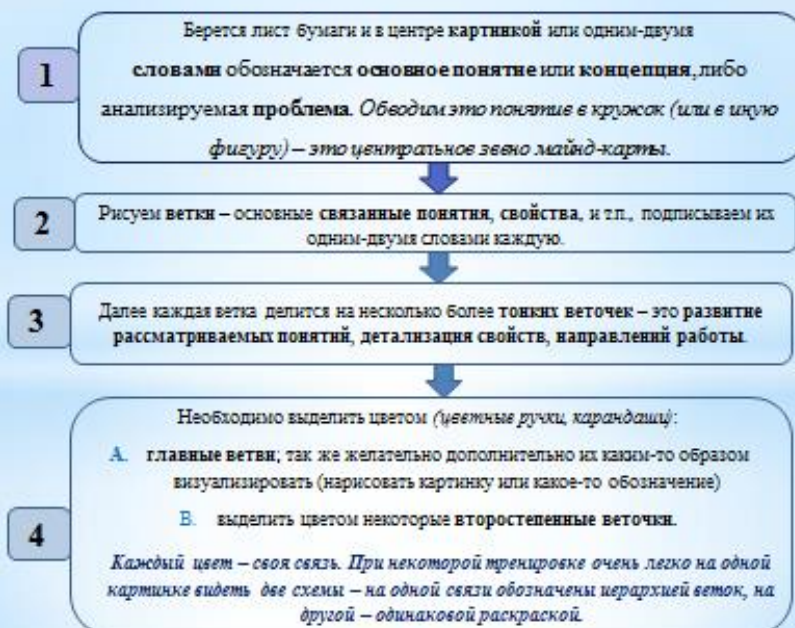 1
Берется лист бумаги и в центре картинкой или одним-двумя
словами обозначается основное понятие или концепция, либо
анализируемая проблема. Обводим это понятие в кружок (или в иную
фигуру) – это центральное звено майнд-карты.
2
Рисуем ветки – основные связанные понятия, свойства, и т.п., подписываем их
одним-двумя словами каждую.
3
Далее каждая ветка делится на несколько более тонких веточек – это развитие
рассматриваемых понятий, детализация свойств, направлений работы.
4
Необходимо выделить цветом (цветные ручки, карандаши):
A. главные ветви; так же желательно дополнительно их каким-то образом
визуализировать (нарисовать картинку или какое-то обозначение)
B. выделить цветом некоторые второстепенные веточки.
Каждый цвет – своя связь. При некоторой тренировке очень легко на одной
картинке видеть две схемы – на одной связи обозначены иерархией веток, на
другой – одинаковой раскраской.